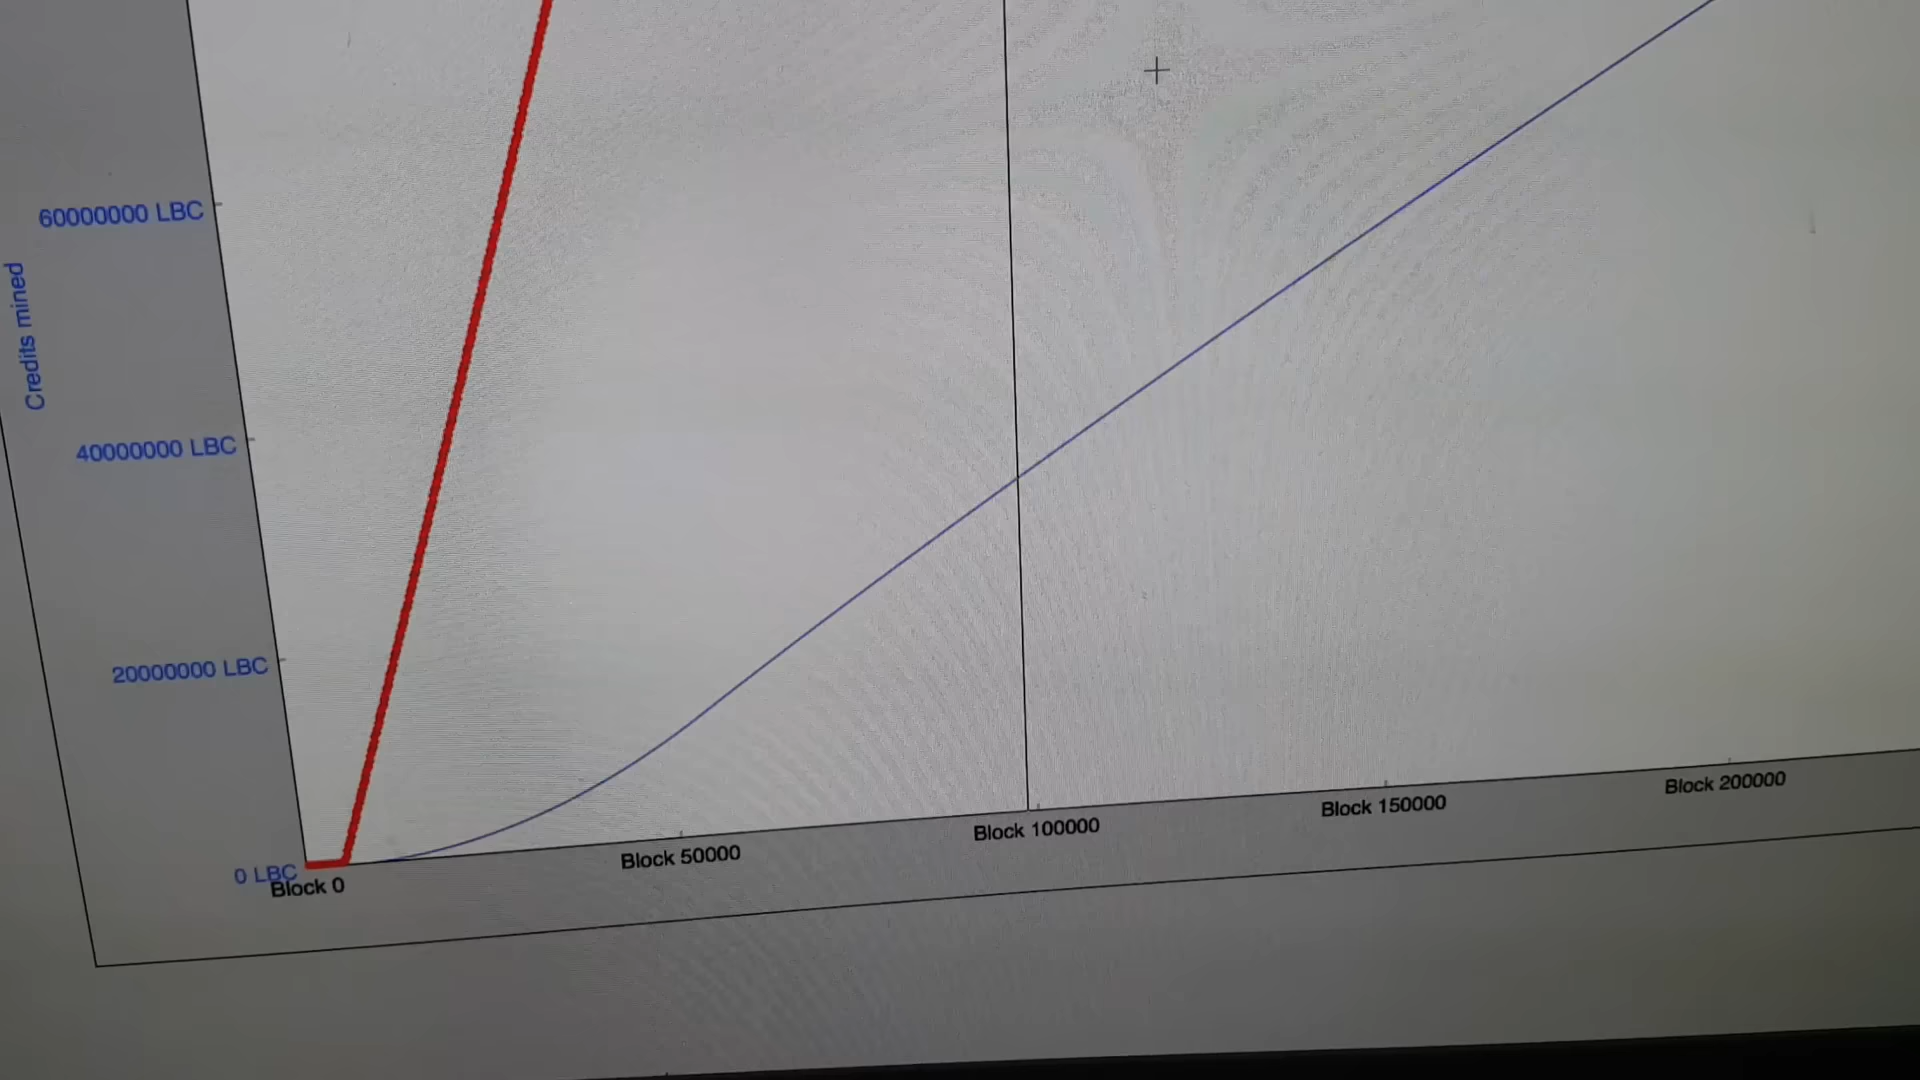 60000000 LBC
Credits mined
40000000 LBC
20000000 LBC
0 LBC
Block 0
Block 50000
Block 100000
Block 150000
Block 200000